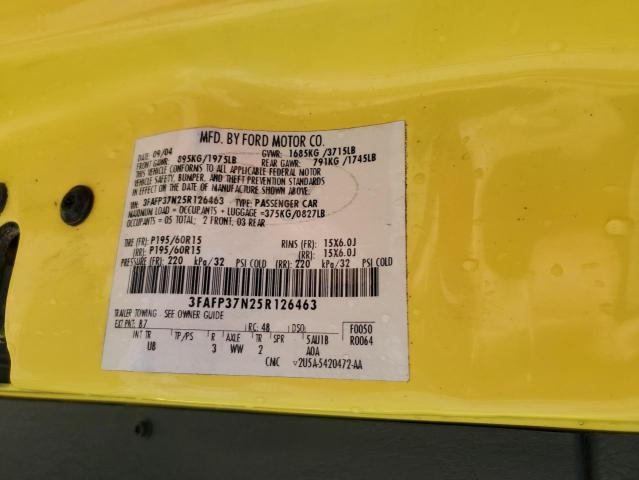 MFD. BY FORD MOTOR CO.
DATE: 09/04 GVWR: 1685KG /3715LB
FRONT GAWR: 895KG/1975LB REAR GAWR: 791KG /1745LB
VEHICLE CONFORMS TO ALL APPLICABLE FEDERAL MOTOR
VEHICLE SAFETY, BUMPER, AND THEFT PREVENTION STANDARDS
IN EFFECT ON THE DATE OF MANUFACTURE SHOWN ABOVE.
VIN: 3FAFP37N25R126463 TYPE: PASSENGER CAR
MAXIMUM LOAD = OCCUPANTS + LUGGAGE =375KG/0827LB
OCCUPANTS = 05 TOTAL: 2 FRONT, 03 REAR
TIRE (FR): P195/60R15 RINS (FR): 15X6.0J
(RR): P195/60R15 (RR): 15X6.0J
PRESSURE (FR): 220 kPa/32 PSI COLD (RR): 220 kPa/32 PSI COLD
3FAFP37N25R126463
TRAILER TOWING: SEE OWNER GUIDE
EXT PNT: B7 RC: 48 DSO: F0050
INT TR TP/PS R AXLE TR SPR 5AU1B R0064
UB 3 WW 2 AOA
CNIC 2U5A-5420472-AA